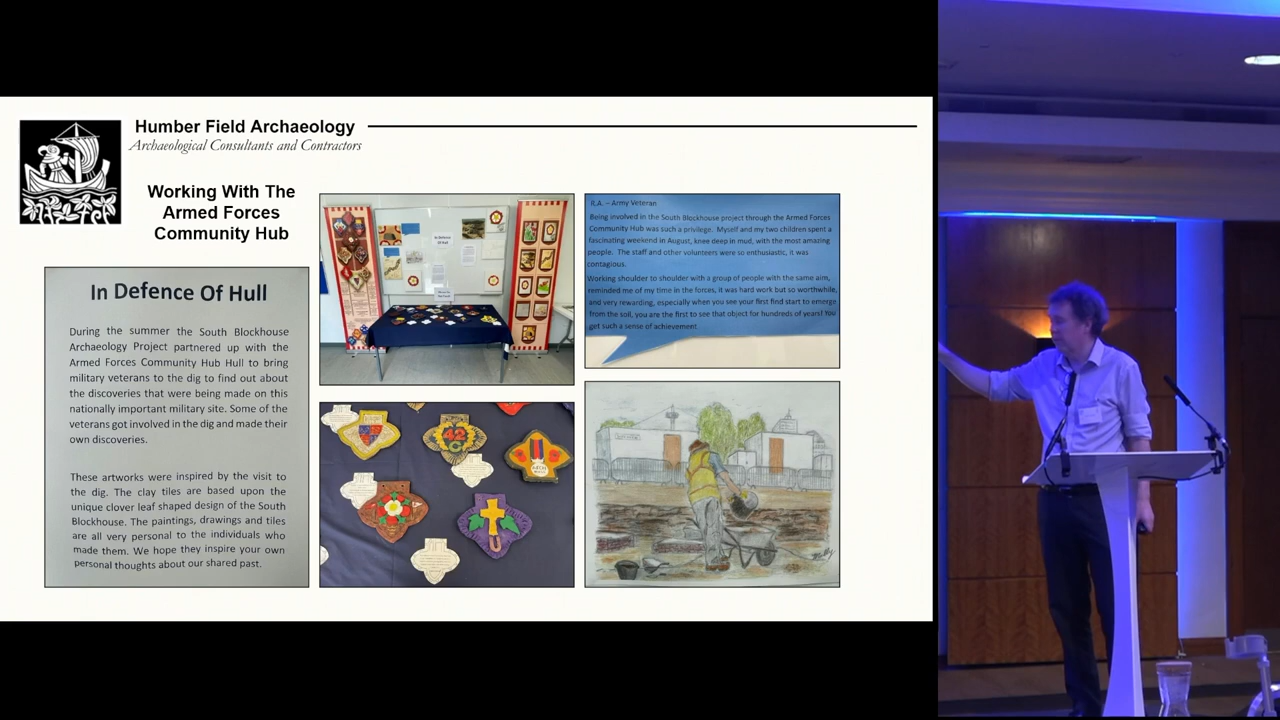 Humber Field Archaeology
Archaeological Consultants and Contractors
Working With The
Armed Forces
Community Hub
In Defence Of Hull
During the summer the South Blockhouse
Archaeology Project partnered up with the
Armed Forces Community Hub Hull to bring
military veterans to the dig to find out about
the discoveries that were being made on this
nationally important military site. Some of the
veterans got involved in the dig and made their
own discoveries.
These artworks were inspired by the visit to
the dig. The clay tiles are based upon the
unique clover leaf shaped design of the South
Blockhouse. The paintings, drawings and tiles
are all very personal to the individuals who
made them. We hope they inspire your own
personal thoughts about our shared past.
In Defence
Of Hull
42
C
R.A. – Army Veteran
Being involved in the South Blockhouse project through the Armed Forces
Community Hub was such a privilege. Myself and my two children spent a
fascinating weekend in August, knee deep in mud, with the most amazing
people. The staff and other volunteers were so enthusiastic, it was
contagious.
Working shoulder to shoulder with a group of people with the same aim,
reminded me of my time in the forces, it was hard work but so worthwhile,
and very rewarding, especially when you see your first find start to emerge
from the soil, you are the first to see that object for hundreds of years! You
get such a sense of achievement.